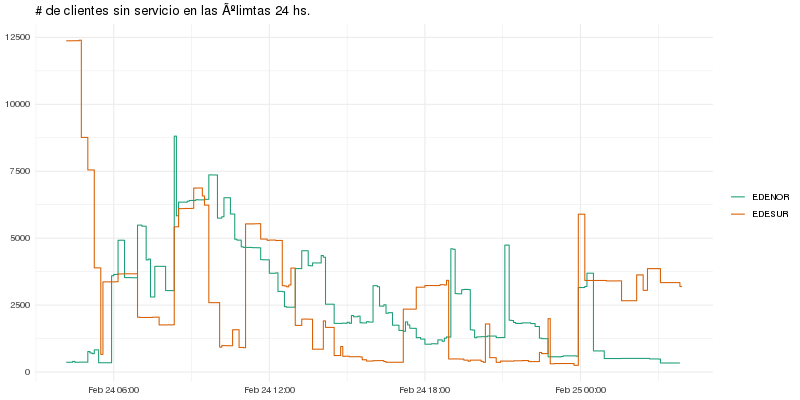 # de clientes sin servicio en las Ãºlimtas 24 hs.
12500
10000
7500
5000
2500
0
Feb 24 06:00
Feb 24 12:00
Feb 24 18:00
Feb 25 00:00
EDENOR
EDESUR